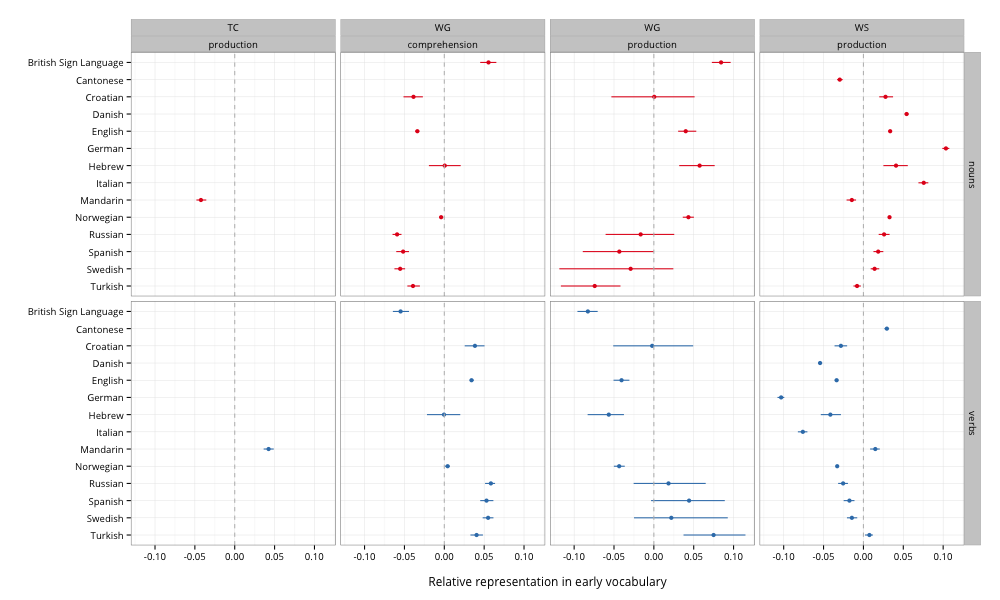 TC WG WG WS
production comprehension production production
British Sign Language
Cantonese
Croatian
Danish
English
German
Hebrew
Italian
Mandarin
Norwegian
Russian
Spanish
Swedish
Turkish
nouns
British Sign Language
Cantonese
Croatian
Danish
English
German
Hebrew
Italian
Mandarin
Norwegian
Russian
Spanish
Swedish
Turkish
verbs
-0.10 -0.05 0.00 0.05 0.10 -0.10 -0.05 0.00 0.05 0.10 -0.10 -0.05 0.00 0.05 0.10 -0.10 -0.05 0.00 0.05 0.10
Relative representation in early vocabulary